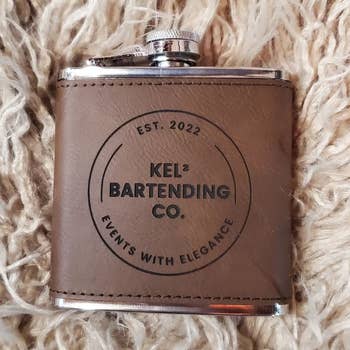 EST. 2022
KEL²
BARTENDING
CO.
EVENTS WITH ELEGANCE